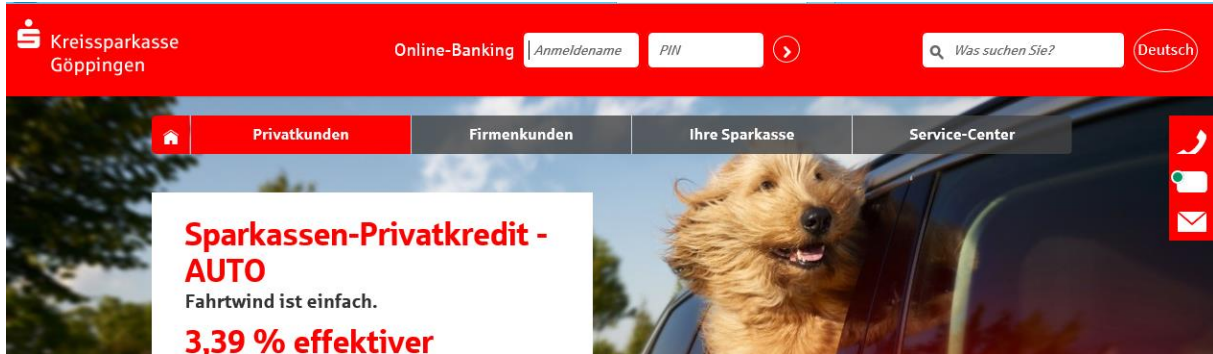 Kreissparkasse
Göppingen
Online-Banking Anmeldename PIN Was suchen Sie? Deutsch
Privatkunden Firmenkunden Ihre Sparkasse Service-Center
Sparkassen-Privatkredit -
AUTO
Fahrtwind ist einfach.
3,39 % effektiver